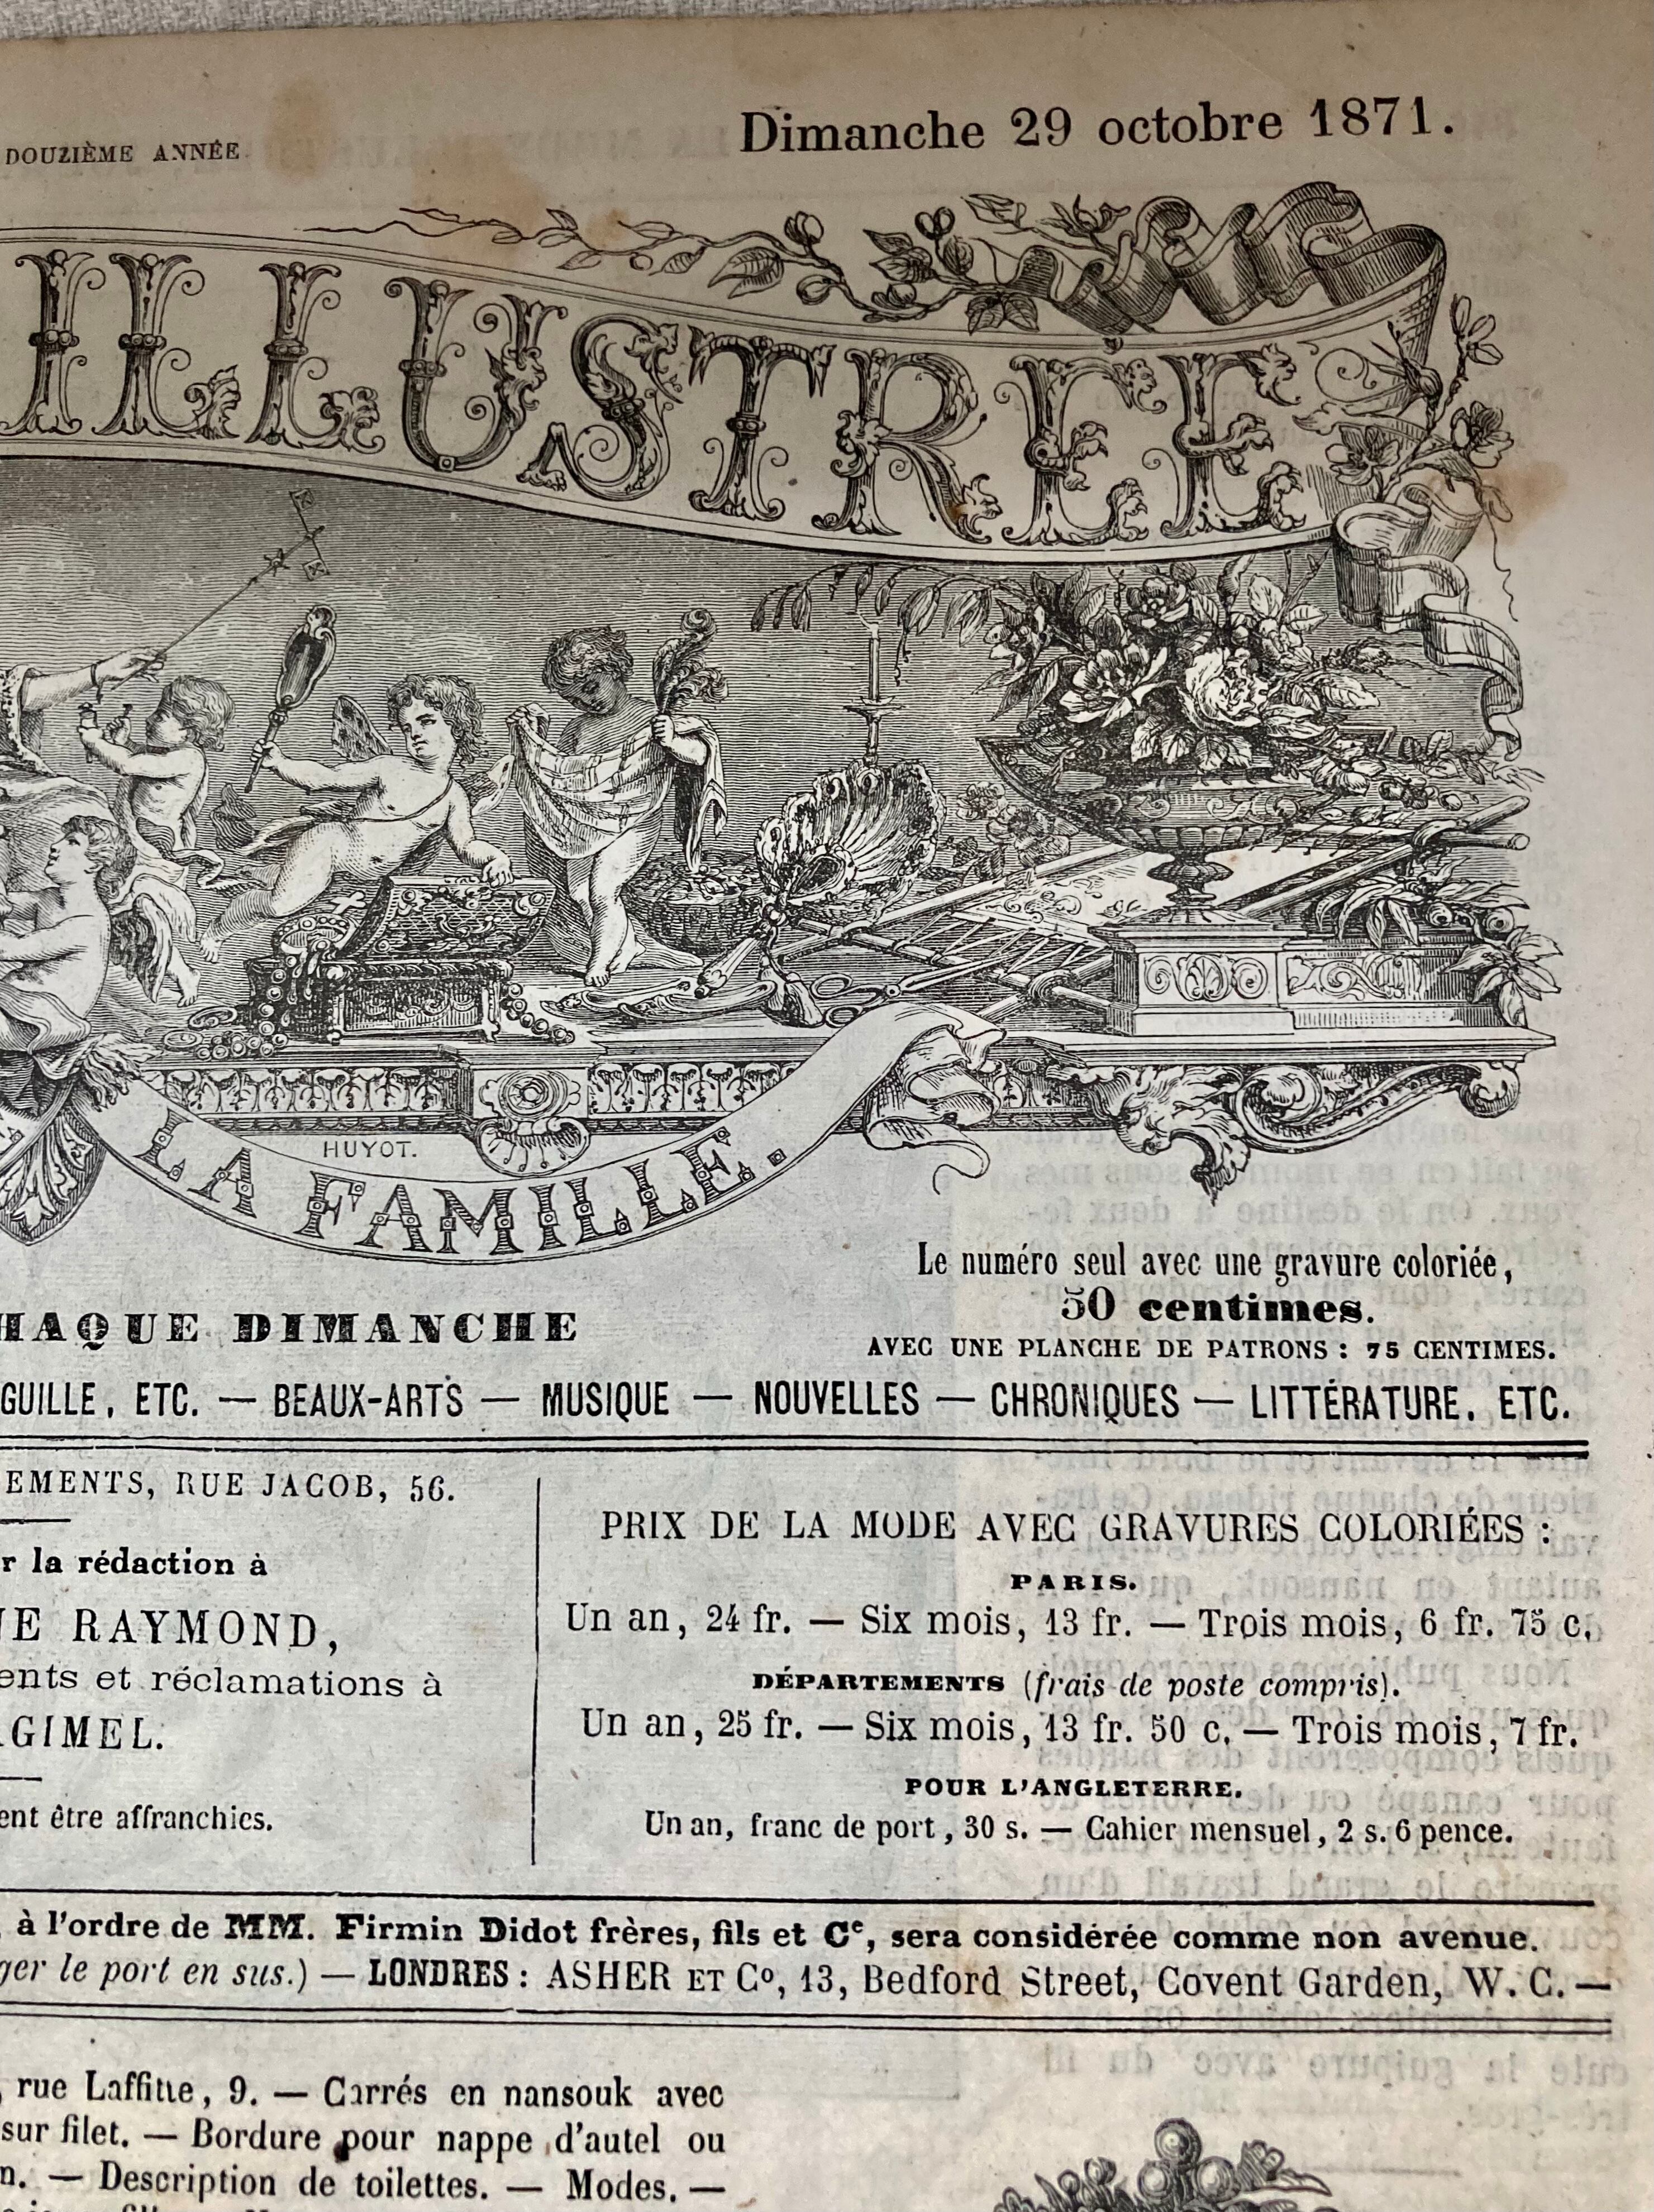 DOUZIÈME ANNÉE.
Dimanche 29 octobre 1871.
ILLUSTRÉE
HUYOT.
LA FAMILLE.
Le numéro seul avec une gravure coloriée,
50 centimes.
HAQUE DIMANCHE
AVEC UNE PLANCHE DE PATRONS : 75 CENTIMES.
GUILLE, ETC. — BEAUX-ARTS — MUSIQUE — NOUVELLES — CHRONIQUES — LITTÉRATURE, ETC.
EMENTS, RUE JACOB, 56.
r la rédaction à
E RAYMOND,
ents et réclamations à
GIMEL.
ent être affranchies.
PRIX DE LA MODE AVEC GRAVURES COLORIÉES :
PARIS.
Un an, 24 fr. — Six mois, 13 fr. — Trois mois, 6 fr. 75 c.
DÉPARTEMENTS (frais de poste compris).
Un an, 25 fr. — Six mois, 13 fr. 50 c. — Trois mois, 7 fr.
POUR L'ANGLETERRE.
Un an, franc de port, 30 s. — Cahier mensuel, 2 s. 6 pence.
, à l'ordre de MM. Firmin Didot frères, fils et Ce, sera considérée comme non avenue.
ger le port en sus.) — LONDRES : ASHER ET Co, 13, Bedford Street, Covent Garden, W. C. —
, rue Laffitte, 9. — Carrés en nansouk avec
sur filet. — Bordure pour nappe d'autel ou
n. — Description de toilettes. — Modes. —